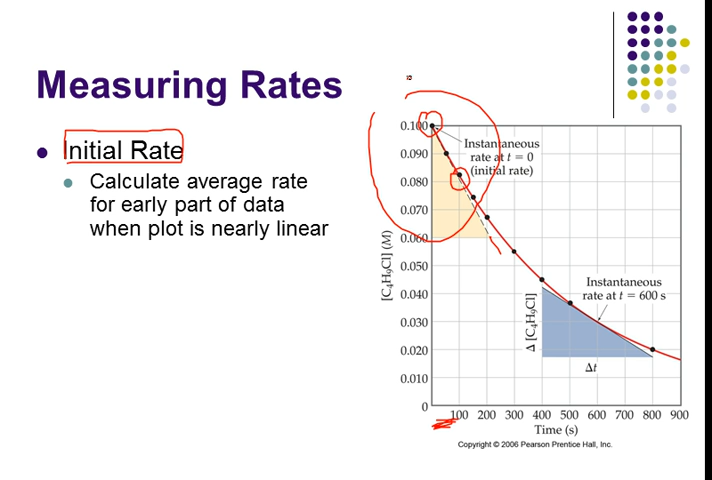 Measuring Rates
Initial Rate
Calculate average rate
for early part of data
when plot is nearly linear
0.100
0.090
0.080
0.070
0.060
0.050
0.040
0.030
0.020
0.010
0
[C₄H₉Cl] (M)
Instantaneous
rate at t = 0
(initial rate)
Instantaneous
rate at t = 600 s
Δ [C₄H₉Cl]
Δt
100 200 300 400 500 600 700 800 900
Time (s)
Copyright © 2006 Pearson Prentice Hall, Inc.